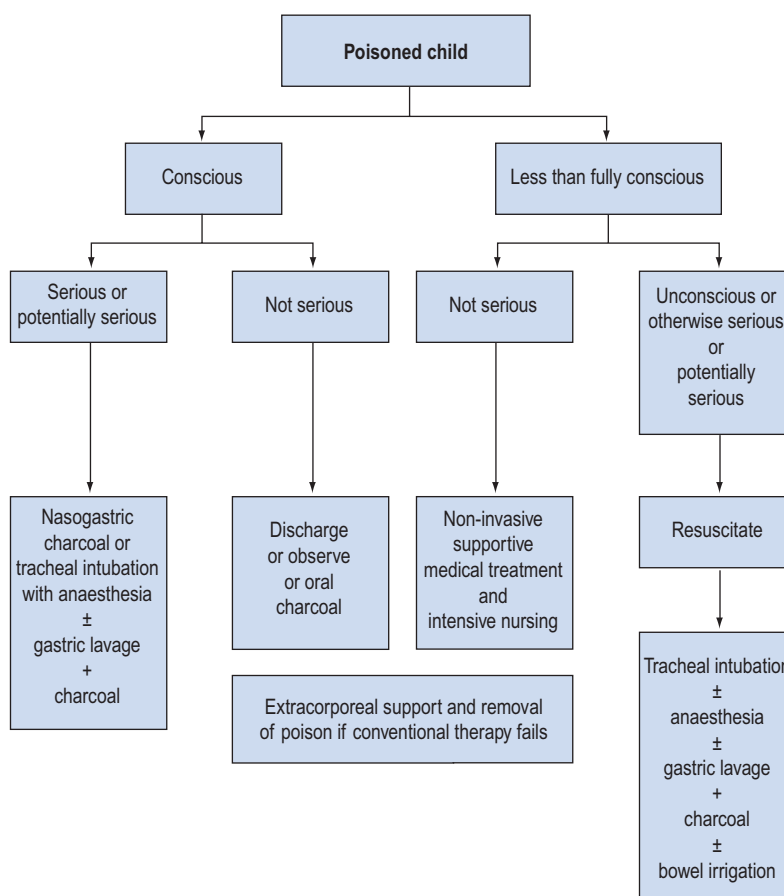 Poisoned child
Conscious
Less than fully conscious
Serious or
potentially serious
Not serious
Not serious
Unconscious or
otherwise serious
or
potentially
serious
Nasogastric
charcoal or
tracheal intubation
with anaesthesia
±
gastric lavage
+
charcoal
Discharge
or observe
or oral
charcoal
Non-invasive
supportive
medical treatment
and
intensive nursing
Resuscitate
Extracorporeal support and removal
of poison if conventional therapy fails
Tracheal intubation
±
anaesthesia
±
gastric lavage
+
charcoal
±
bowel irrigation